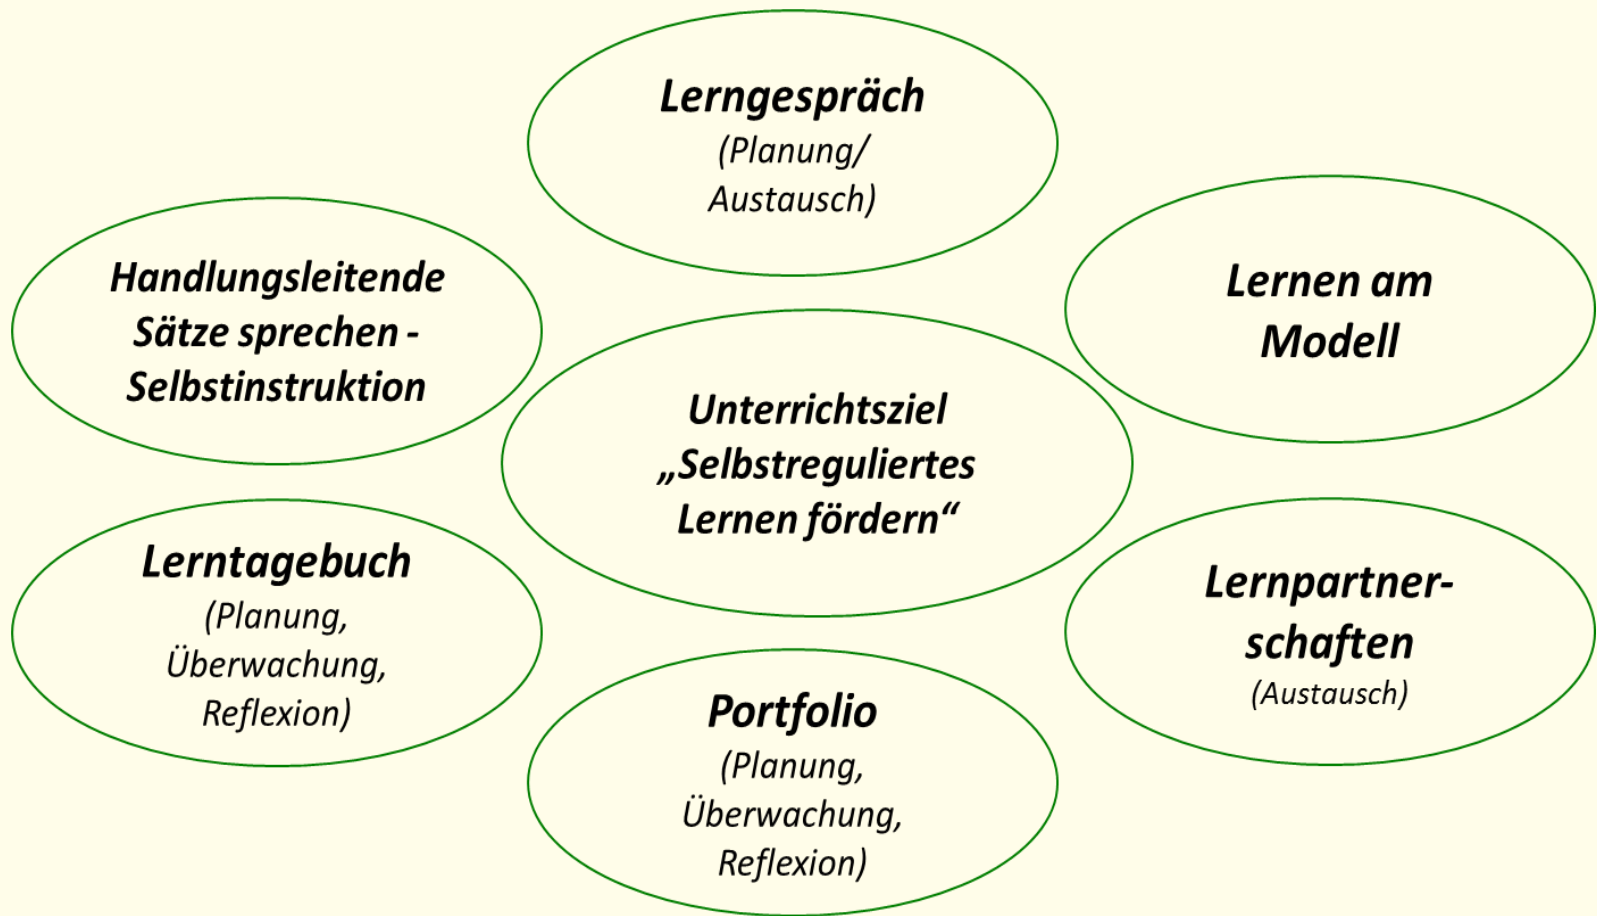 Lerngespräch
(Planung/
Austausch)
Handlungsleitende
Sätze sprechen -
Selbstinstruktion
Lernen am
Modell
Unterrichtsziel
„Selbstreguliertes
Lernen fördern“
Lerntagebuch
(Planung,
Überwachung,
Reflexion)
Lernpartner-
schaften
(Austausch)
Portfolio
(Planung,
Überwachung,
Reflexion)